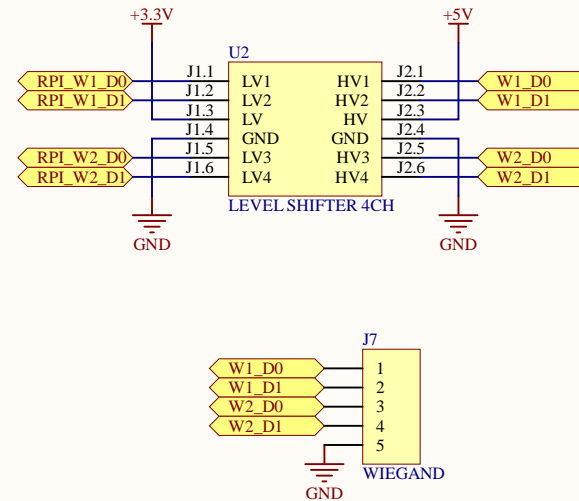 +3.3V +5V
U2
RPI_W1_D0 J1.1 LV1 HV1 J2.1 W1_D0
RPI_W1_D1 J1.2 LV2 HV2 J2.2 W1_D1
J1.3 LV HV J2.3
J1.4 GND GND J2.4
RPI_W2_D0 J1.5 LV3 HV3 J2.5 W2_D0
RPI_W2_D1 J1.6 LV4 HV4 J2.6 W2_D1
LEVEL SHIFTER 4CH
GND GND
J7
W1_D0 1
W1_D1 2
W2_D0 3
W2_D1 4
5
WIEGAND
GND